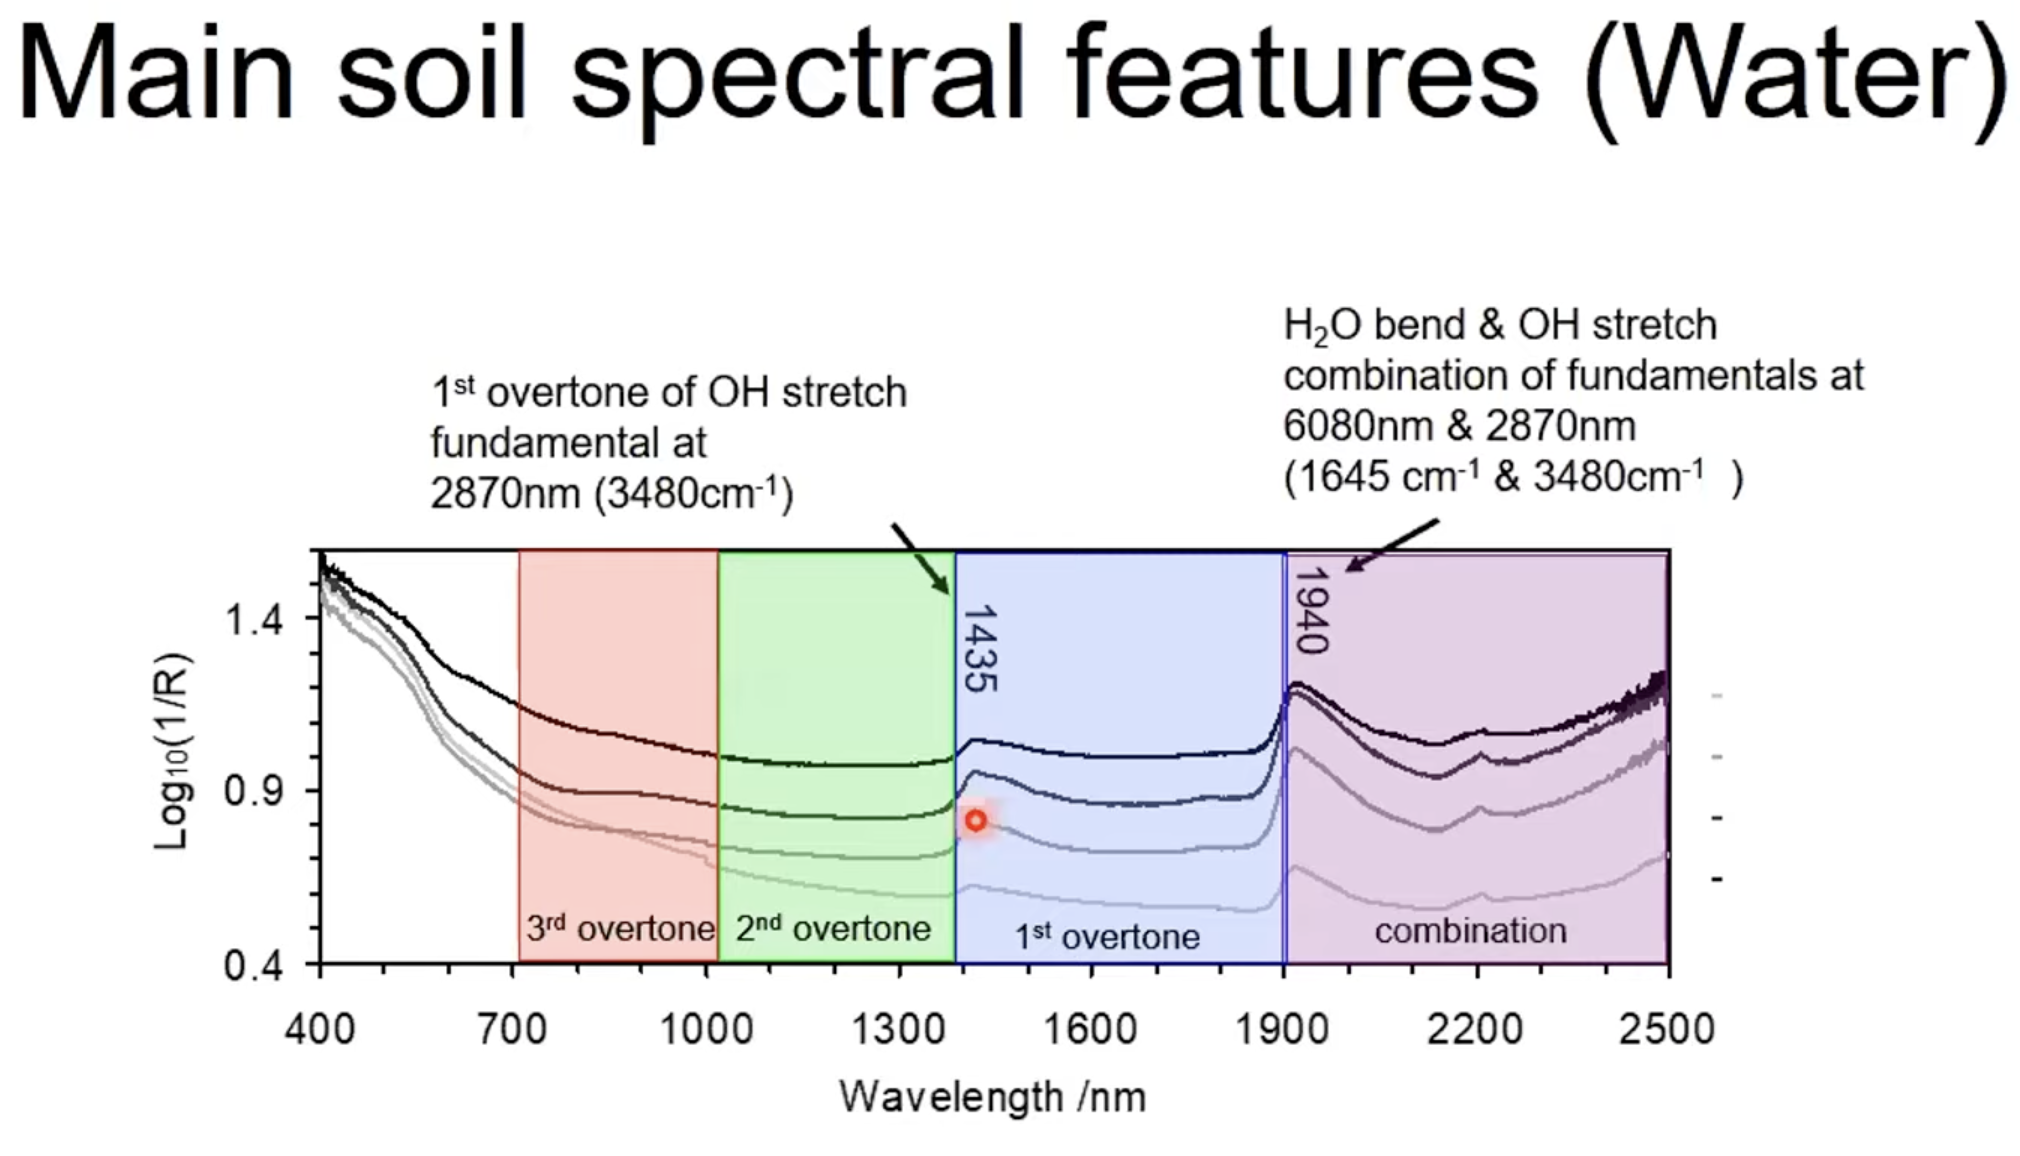 Main soil spectral features (Water)
H₂O bend & OH stretch
combination of fundamentals at
6080nm & 2870nm
(1645 cm⁻¹ & 3480cm⁻¹ )
1ˢᵗ overtone of OH stretch
fundamental at
2870nm (3480cm⁻¹)
1435
1940
1.4
0.9
0.4
Log₁₀(1/R)
3ʳᵈ overtone
2ⁿᵈ overtone
1ˢᵗ overtone
combination
400 700 1000 1300 1600 1900 2200 2500
Wavelength /nm